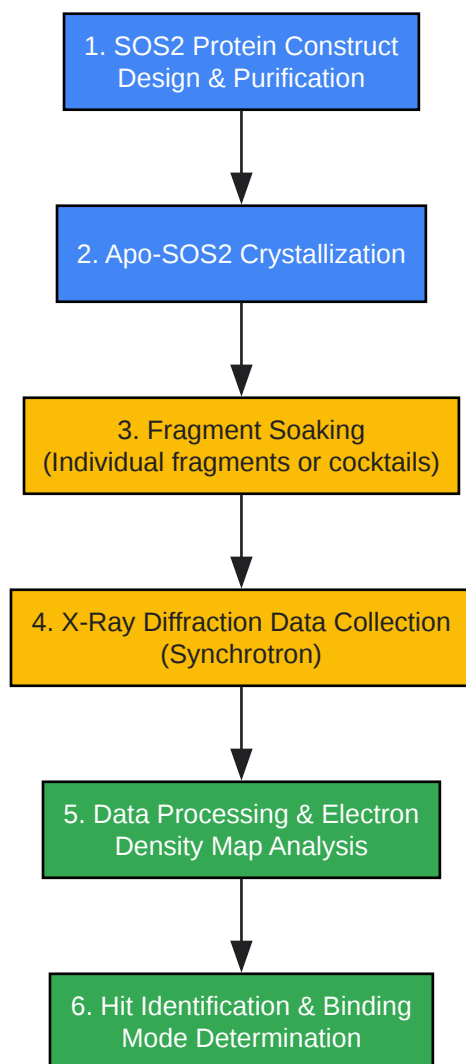 1. SOS2 Protein Construct
Design & Purification
2. Apo-SOS2 Crystallization
3. Fragment Soaking
(Individual fragments or cocktails)
4. X-Ray Diffraction Data Collection
(Synchrotron)
5. Data Processing & Electron
Density Map Analysis
6. Hit Identification & Binding
Mode Determination